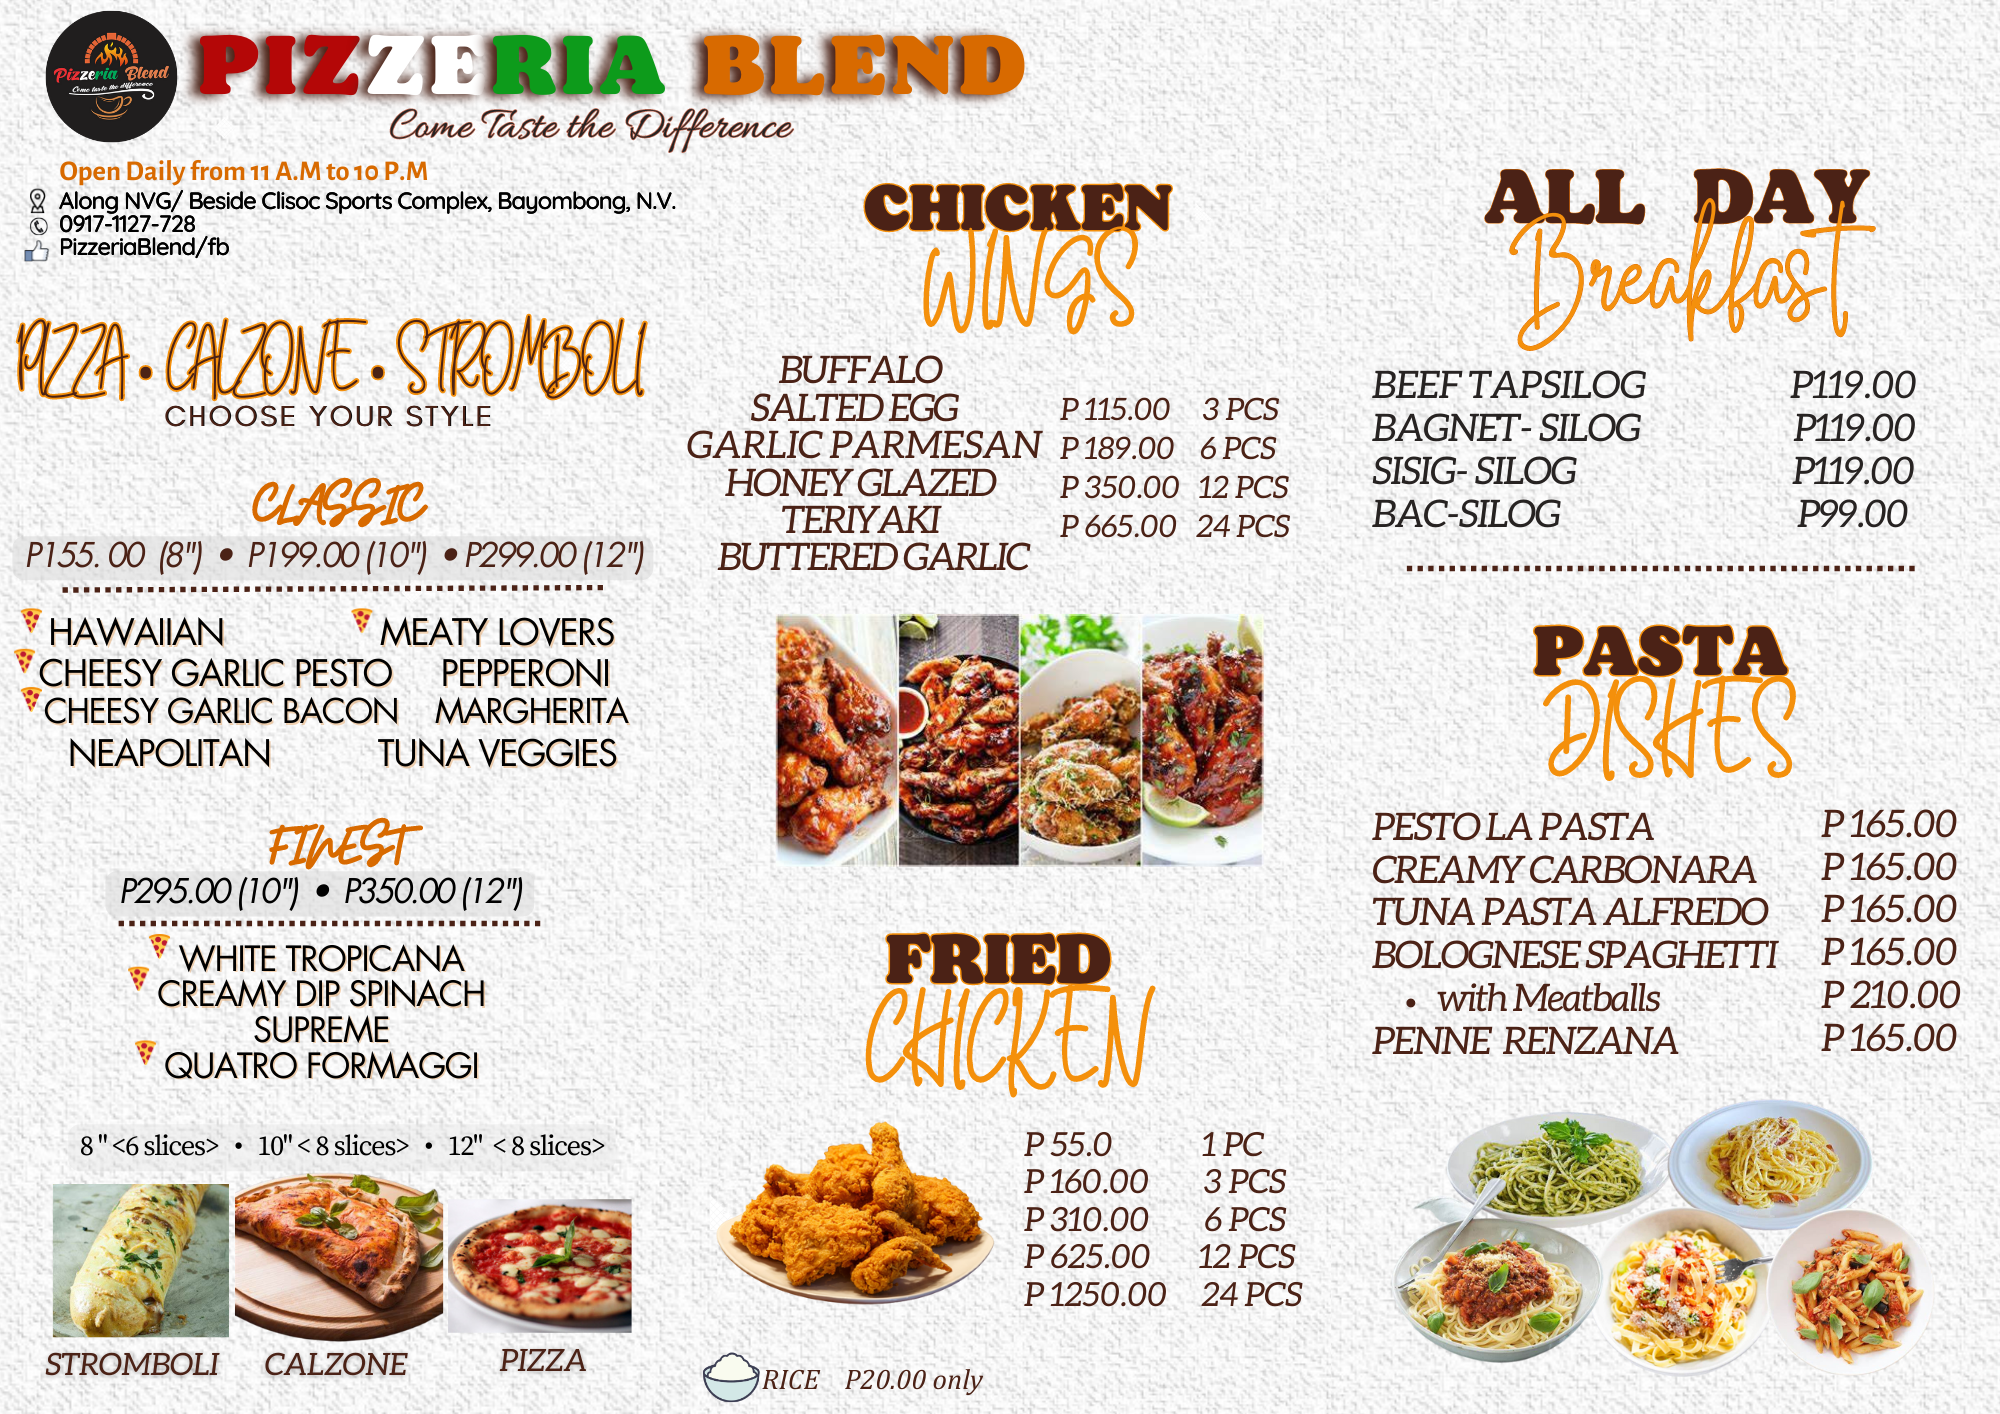 Pizzeria Blend
Come taste the difference
PIZZERIA BLEND
Come Taste the Difference
Open Daily from 11 A.M to 10 P.M
Along NVG/ Beside Clisoc Sports Complex, Bayombong, N.V.
0917-1127-728
PizzeriaBlend/fb
PIZZA • CALZONE • STROMBOLI
CHOOSE YOUR STYLE
CLASSIC
P155. 00 (8") • P199.00 (10") • P299.00 (12")
HAWAIIAN MEATY LOVERS
CHEESY GARLIC PESTO PEPPERONI
CHEESY GARLIC BACON MARGHERITA
NEAPOLITAN TUNA VEGGIES
FINEST
P295.00 (10") • P350.00 (12")
WHITE TROPICANA
CREAMY DIP SPINACH
SUPREME
QUATRO FORMAGGI
8 " <6 slices> • 10" < 8 slices> • 12" < 8 slices>
STROMBOLI CALZONE PIZZA
CHICKEN
WINGS
BUFFALO
SALTED EGG P 115.00 3 PCS
GARLIC PARMESAN P 189.00 6 PCS
HONEY GLAZED P 350.00 12 PCS
TERIYAKI P 665.00 24 PCS
BUTTERED GARLIC
FRIED
CHICKEN
P 55.0 1 PC
P 160.00 3 PCS
P 310.00 6 PCS
P 625.00 12 PCS
P 1250.00 24 PCS
RICE P20.00 only
ALL DAY
Breakfast
BEEF TAPSILOG P119.00
BAGNET- SILOG P119.00
SISIG- SILOG P119.00
BAC-SILOG P99.00
PASTA
DISHES
PESTO LA PASTA P 165.00
CREAMY CARBONARA P 165.00
TUNA PASTA ALFREDO P 165.00
BOLOGNESE SPAGHETTI P 165.00
• with Meatballs P 210.00
PENNE RENZANA P 165.00